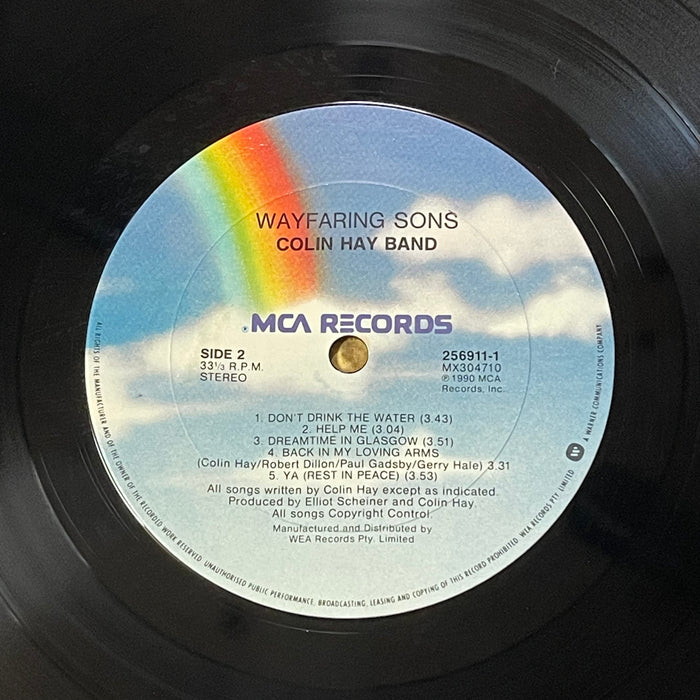 WAYFARING SONS
COLIN HAY BAND
® MCA RECORDS
SIDE 2
33⅓ R.P.M.
STEREO
256911-1
MX304710
℗ 1990 MCA
Records, Inc.
1. DON'T DRINK THE WATER (3.43)
2. HELP ME (3.04)
3. DREAMTIME IN GLASGOW (3.51)
4. BACK IN MY LOVING ARMS
(Colin Hay/Robert Dillon/Paul Gadsby/Gerry Hale) 3.31
5. YA (REST IN PEACE) (3.53)
All songs written by Colin Hay except as indicated.
Produced by Elliot Scheiner and Colin Hay.
All songs Copyright Control.
Manufactured and Distributed by
WEA Records Pty. Limited
ALL RIGHTS OF THE MANUFACTURER AND OF THE OWNER OF THE RECORDED WORK RESERVED. UNAUTHORISED PUBLIC PERFORMANCE, BROADCASTING, LEASING AND COPYING OF THIS RECORD PROHIBITED. WEA RECORDS PTY. LIMITED
A WARNER COMMUNICATIONS COMPANY.